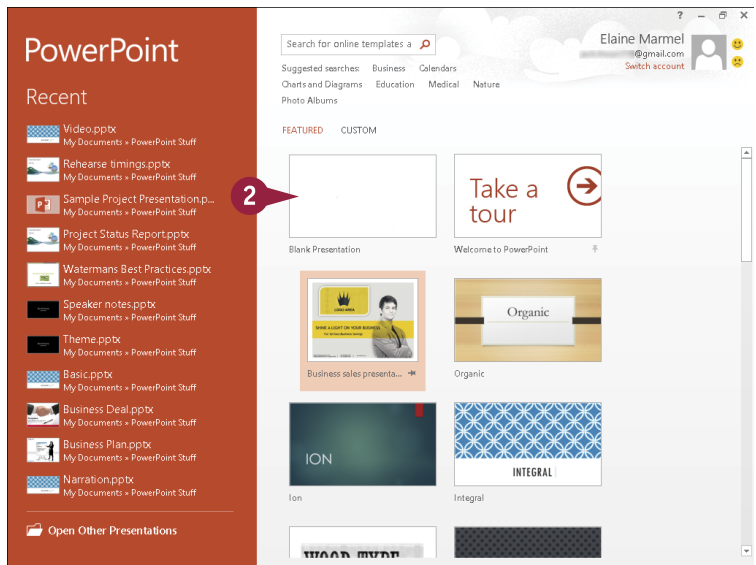 PowerPoint
Recent
Video.pptx
My Documents » PowerPoint Stuff
Rehearse timings.pptx
My Documents » PowerPoint Stuff
Sample Project Presentation.p...
My Documents » PowerPoint Stuff
Project Status Report.pptx
My Documents » PowerPoint Stuff
Watermans Best Practices.pptx
My Documents » PowerPoint Stuff
Speaker notes.pptx
My Documents » PowerPoint Stuff
Theme.pptx
My Documents » PowerPoint Stuff
Basic.pptx
My Documents » PowerPoint Stuff
Business Deal.pptx
My Documents » PowerPoint Stuff
Business Plan.pptx
My Documents » PowerPoint Stuff
Narration.pptx
My Documents » PowerPoint Stuff
Open Other Presentations
?
Search for online templates a
Elaine Marmel
@gmail.com
Switch account
Suggested searches: Business Calendars
Charts and Diagrams Education Medical Nature
Photo Albums
FEATURED CUSTOM
2
Take a
tour
Blank Presentation
Welcome to PowerPoint
LOGO AREA
SHINE A LIGHT ON YOUR BUSINESS
Business sales presenta...
Organic
Organic
ION
INTEGRAL
Ion
Integral
WOOD TYPE